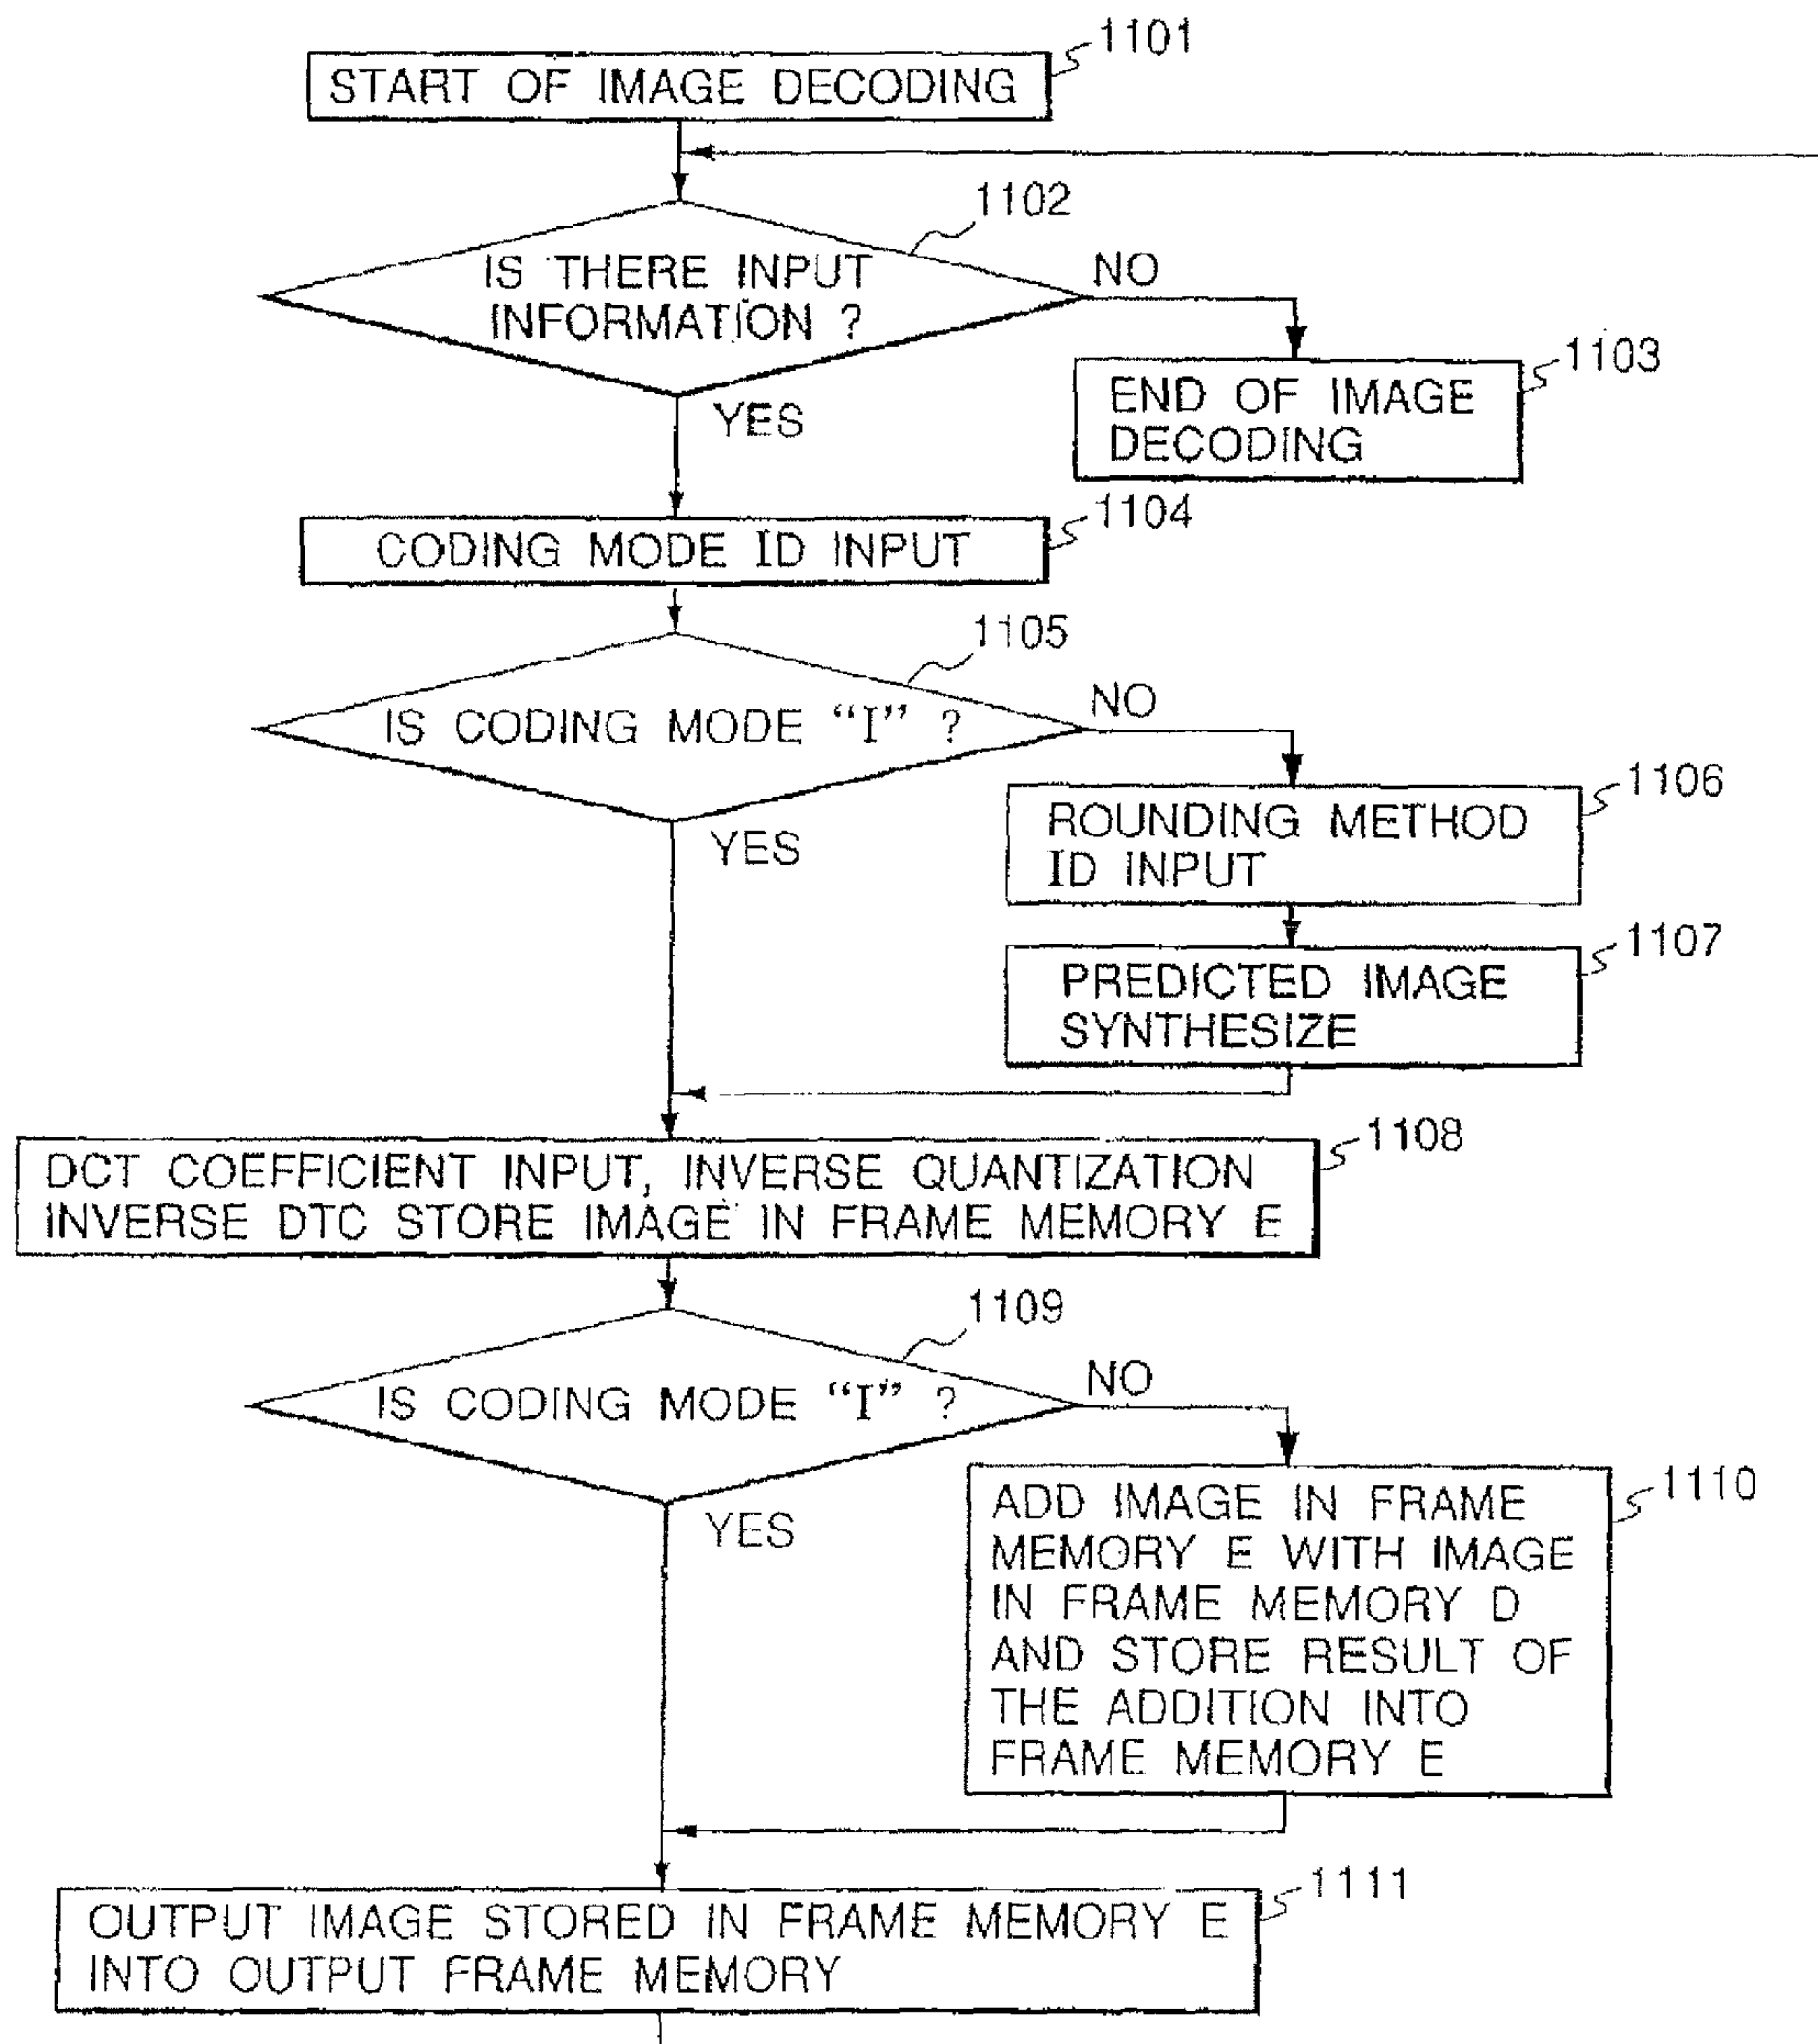 1101
START OF IMAGE DECODING
1102
IS THERE INPUT
INFORMATION ?
NO
YES
1103
END OF IMAGE
DECODING
1104
CODING MODE ID INPUT
1105
IS CODING MODE “I” ?
NO
YES
1106
ROUNDING METHOD
ID INPUT
1107
PREDICTED IMAGE
SYNTHESIZE
1108
DCT COEFFICIENT INPUT, INVERSE QUANTIZATION
INVERSE DTC STORE IMAGE IN FRAME MEMORY E
1109
IS CODING MODE “I” ?
NO
YES
1110
ADD IMAGE IN FRAME
MEMORY E WITH IMAGE
IN FRAME MEMORY D
AND STORE RESULT OF
THE ADDITION INTO
FRAME MEMORY E
1111
OUTPUT IMAGE STORED IN FRAME MEMORY E
INTO OUTPUT FRAME MEMORY